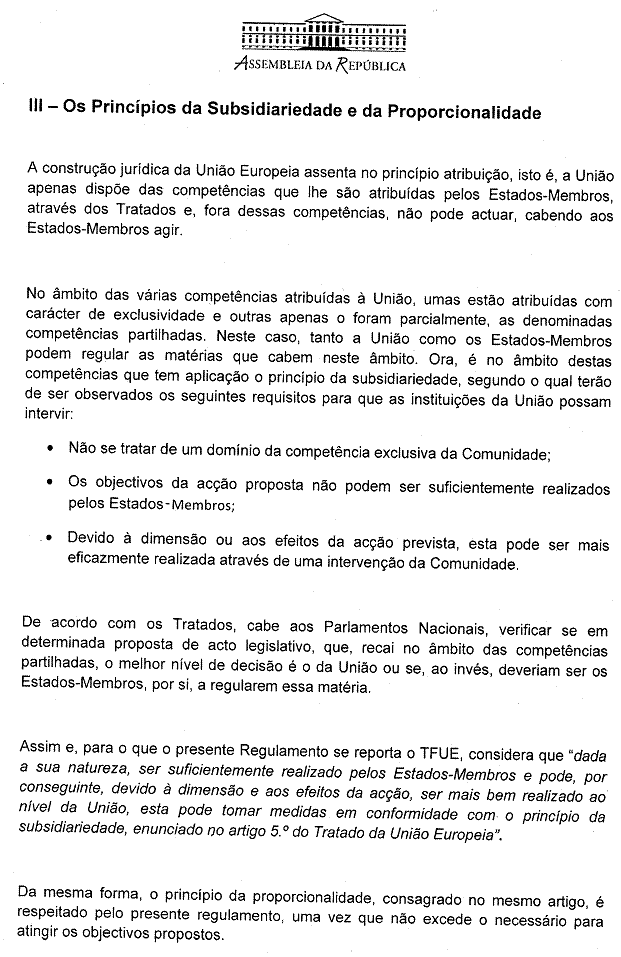 ASSEMBLEIA DA REPÚBLICA
III – Os Princípios da Subsidiariedade e da Proporcionalidade
A construção jurídica da União Europeia assenta no princípio atribuição, isto é, a União
apenas dispõe das competências que lhe são atribuídas pelos Estados-Membros,
através dos Tratados e, fora dessas competências, não pode actuar, cabendo aos
Estados-Membros agir.
No âmbito das várias competências atribuídas à União, umas estão atribuídas com
carácter de exclusividade e outras apenas o foram parcialmente, as denominadas
competências partilhadas. Neste caso, tanto a União como os Estados-Membros
podem regular as matérias que cabem neste âmbito. Ora, é no âmbito destas
competências que tem aplicação o princípio da subsidiariedade, segundo o qual terão
de ser observados os seguintes requisitos para que as instituições da União possam
intervir:
• Não se tratar de um domínio da competência exclusiva da Comunidade;
• Os objectivos da acção proposta não podem ser suficientemente realizados
pelos Estados-Membros;
• Devido à dimensão ou aos efeitos da acção prevista, esta pode ser mais
eficazmente realizada através de uma intervenção da Comunidade.
De acordo com os Tratados, cabe aos Parlamentos Nacionais, verificar se em
determinada proposta de acto legislativo, que, recai no âmbito das competências
partilhadas, o melhor nível de decisão é o da União ou se, ao invés, deveriam ser os
Estados-Membros, por si, a regularem essa matéria.
Assim e, para o que o presente Regulamento se reporta o TFUE, considera que “dada
a sua natureza, ser suficientemente realizado pelos Estados-Membros e pode, por
conseguinte, devido à dimensão e aos efeitos da acção, ser mais bem realizado ao
nível da União, esta pode tomar medidas em conformidade com o princípio da
subsidiariedade, enunciado no artigo 5.º do Tratado da União Europeia”.
Da mesma forma, o princípio da proporcionalidade, consagrado no mesmo artigo, é
respeitado pelo presente regulamento, uma vez que não excede o necessário para
atingir os objectivos propostos.